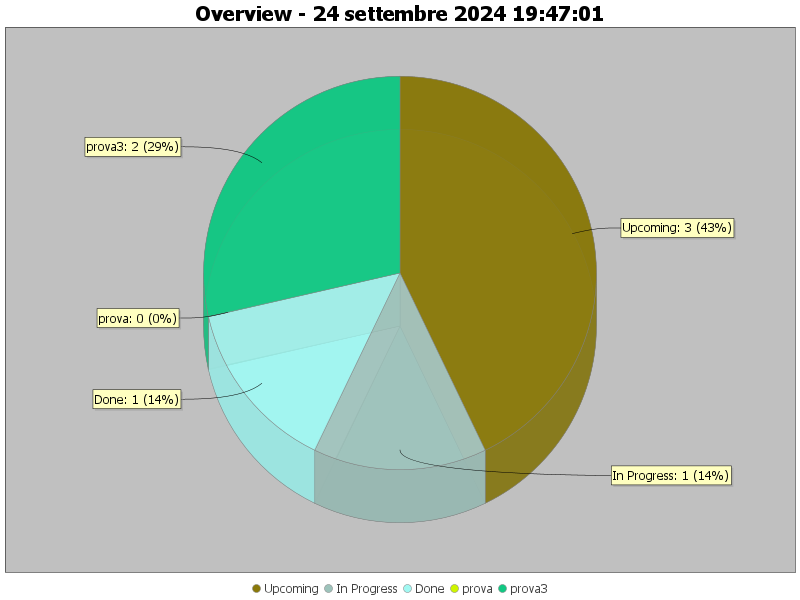 Overview - 24 settembre 2024 19:47:01
prova3: 2 (29%)
Upcoming: 3 (43%)
prova: 0 (0%)
Done: 1 (14%)
In Progress: 1 (14%)
Upcoming In Progress Done prova prova3